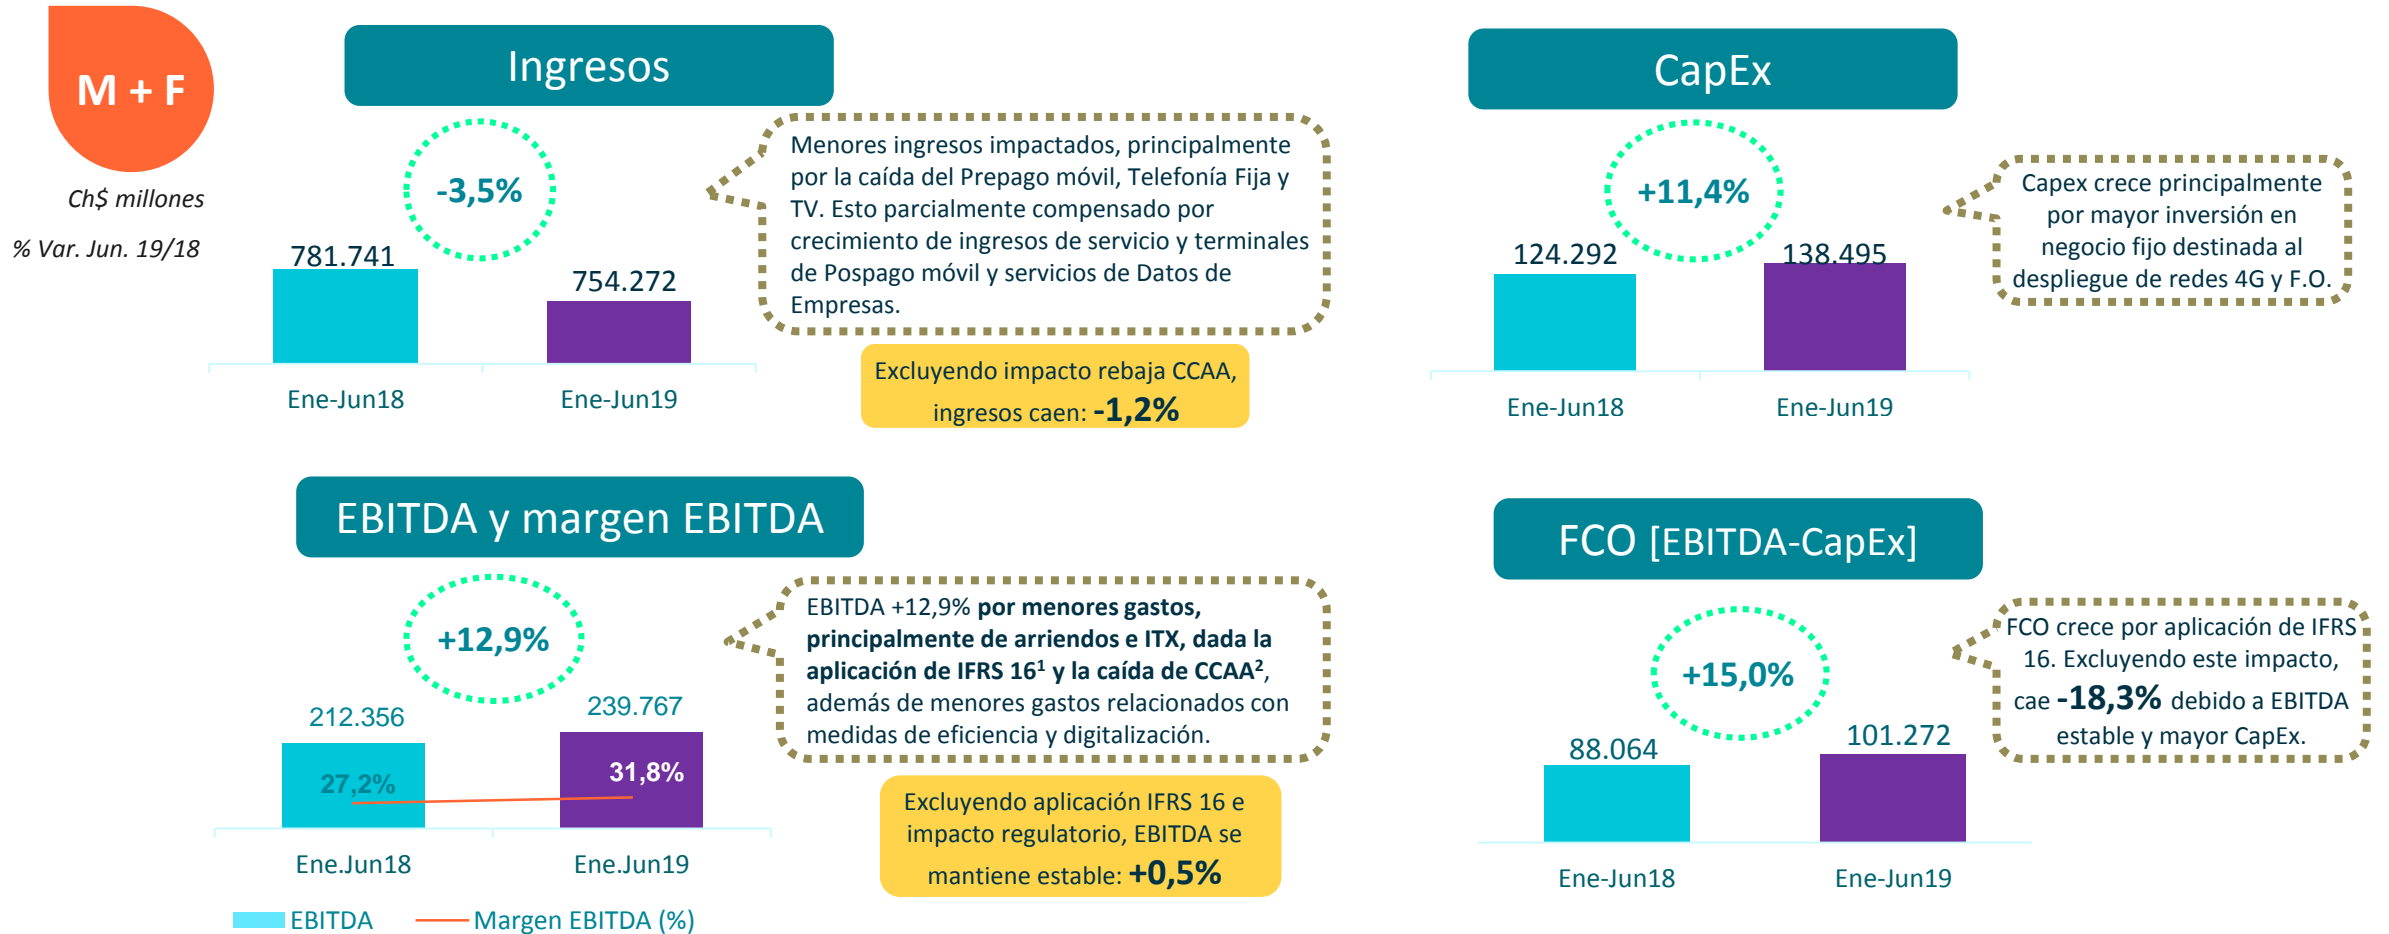 M + F
Ch$ millones
% Var. Jun. 19/18
Ingresos
-3,5%
781.741
754.272
Ene-Jun18
Ene-Jun19
Menores ingresos impactados, principalmente
por la caída del Prepago móvil, Telefonía Fija y
TV. Esto parcialmente compensado por
crecimiento de ingresos de servicio y terminales
de Pospago móvil y servicios de Datos de
Empresas.
Excluyendo impacto rebaja CCAA,
ingresos caen: -1,2%
CapEx
+11,4%
124.292
138.495
Ene-Jun18
Ene-Jun19
Capex crece principalmente
por mayor inversión en
negocio fijo destinada al
despliegue de redes 4G y F.O.
EBITDA y margen EBITDA
+12,9%
212.356
239.767
27,2%
31,8%
Ene.Jun18
Ene.Jun19
EBITDA
Margen EBITDA (%)
EBITDA +12,9% por menores gastos,
principalmente de arriendos e ITX, dada la
aplicación de IFRS 16¹ y la caída de CCAA²,
además de menores gastos relacionados con
medidas de eficiencia y digitalización.
Excluyendo aplicación IFRS 16 e
impacto regulatorio, EBITDA se
mantiene estable: +0,5%
FCO [EBITDA-CapEx]
+15,0%
88.064
101.272
Ene-Jun18
Ene-Jun19
FCO crece por aplicación de IFRS
16. Excluyendo este impacto,
cae -18,3% debido a EBITDA
estable y mayor CapEx.